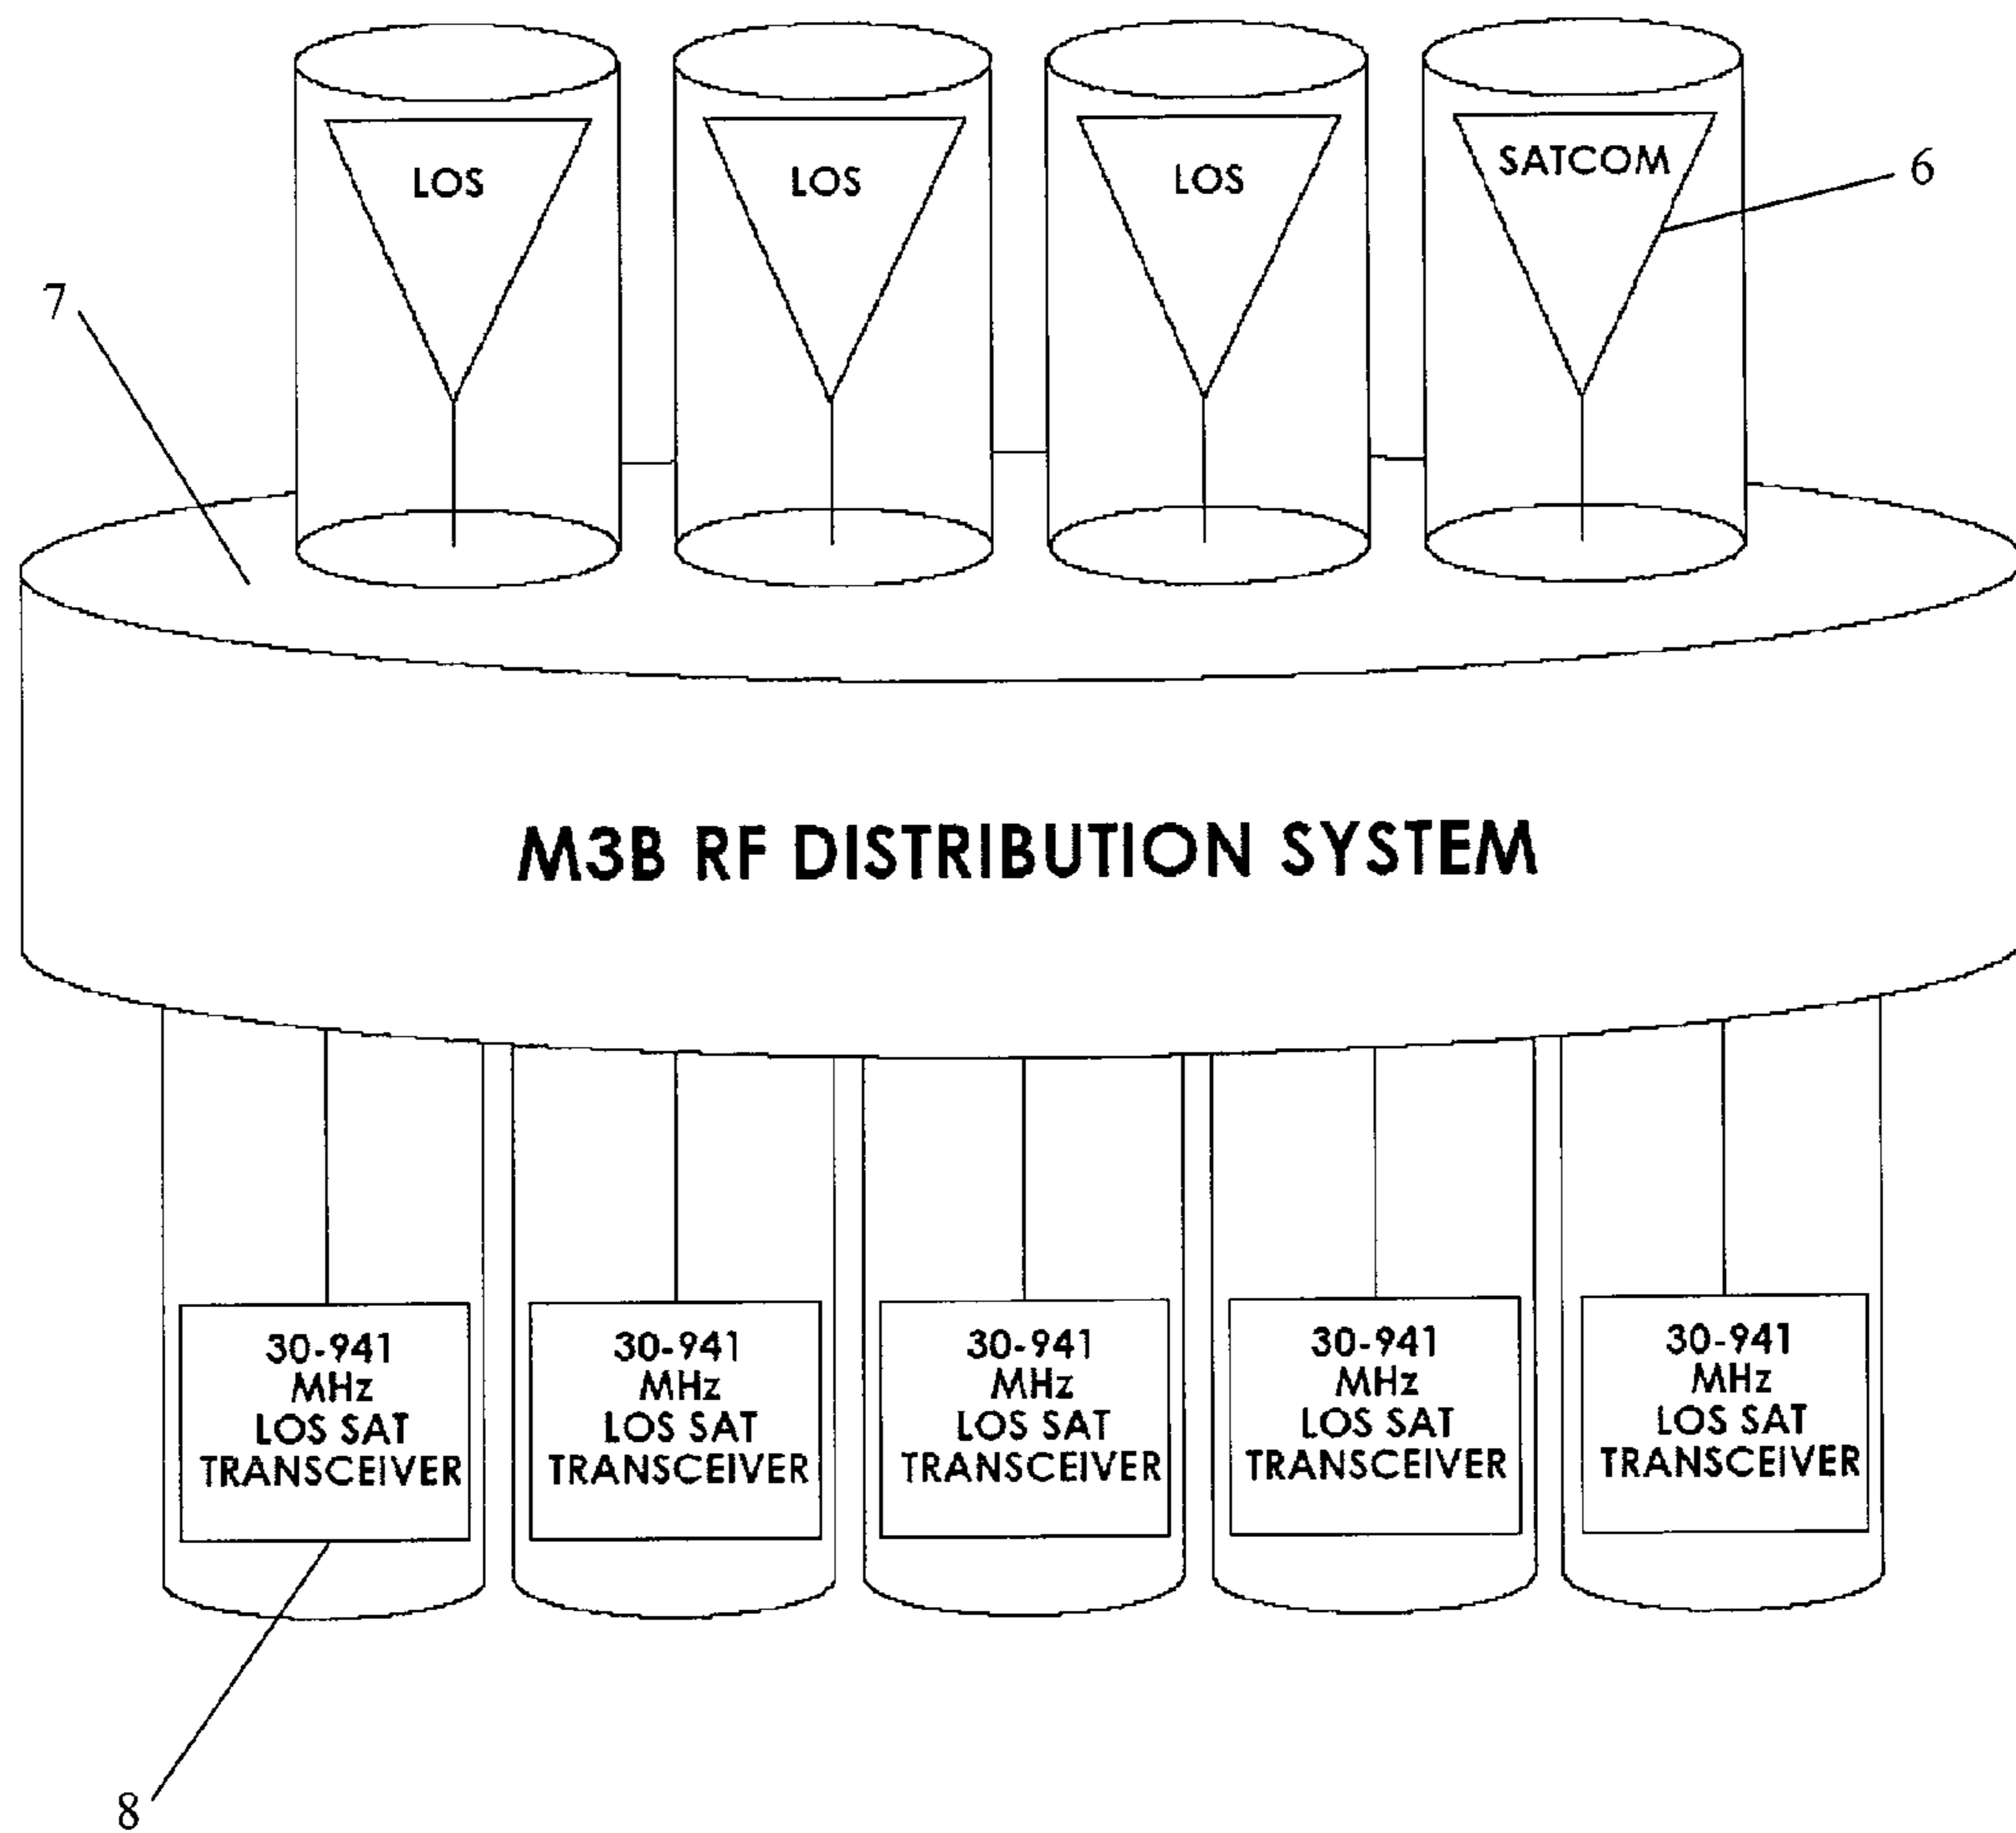 LOS
LOS
LOS
SATCOM
6
7
M3B RF DISTRIBUTION SYSTEM
30-941
MHz
LOS SAT
TRANSCEIVER
30-941
MHz
LOS SAT
TRANSCEIVER
30-941
MHz
LOS SAT
TRANSCEIVER
30-941
MHz
LOS SAT
TRANSCEIVER
30-941
MHz
LOS SAT
TRANSCEIVER
8